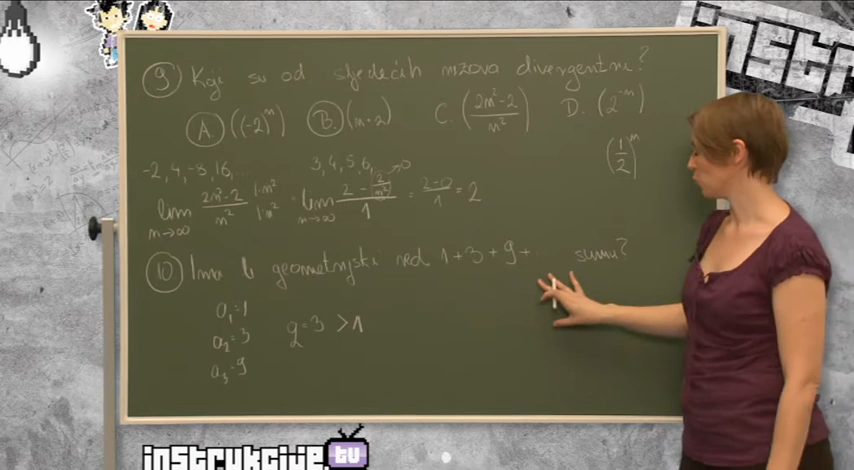 9 Koji su od sljedećih nizova divergentni?
A. ((-2)^n) B. (n+2) C. ((2n²-2)/n²) D. (2^-n)
(1/2)^n
-2, 4, -8, 16, ... 3, 4, 5, 6, ...
lim n→∞ (2n²-2)/n² |:n² |:n² = lim n→∞ (2 - 2/n² →0)/1 = (2-0)/1 = 2
10 Ima li geometrijski red 1+3+9+... sumu?
a₁=1
a₂=3 q=3 >1
a₃=9
instrukcije.tv